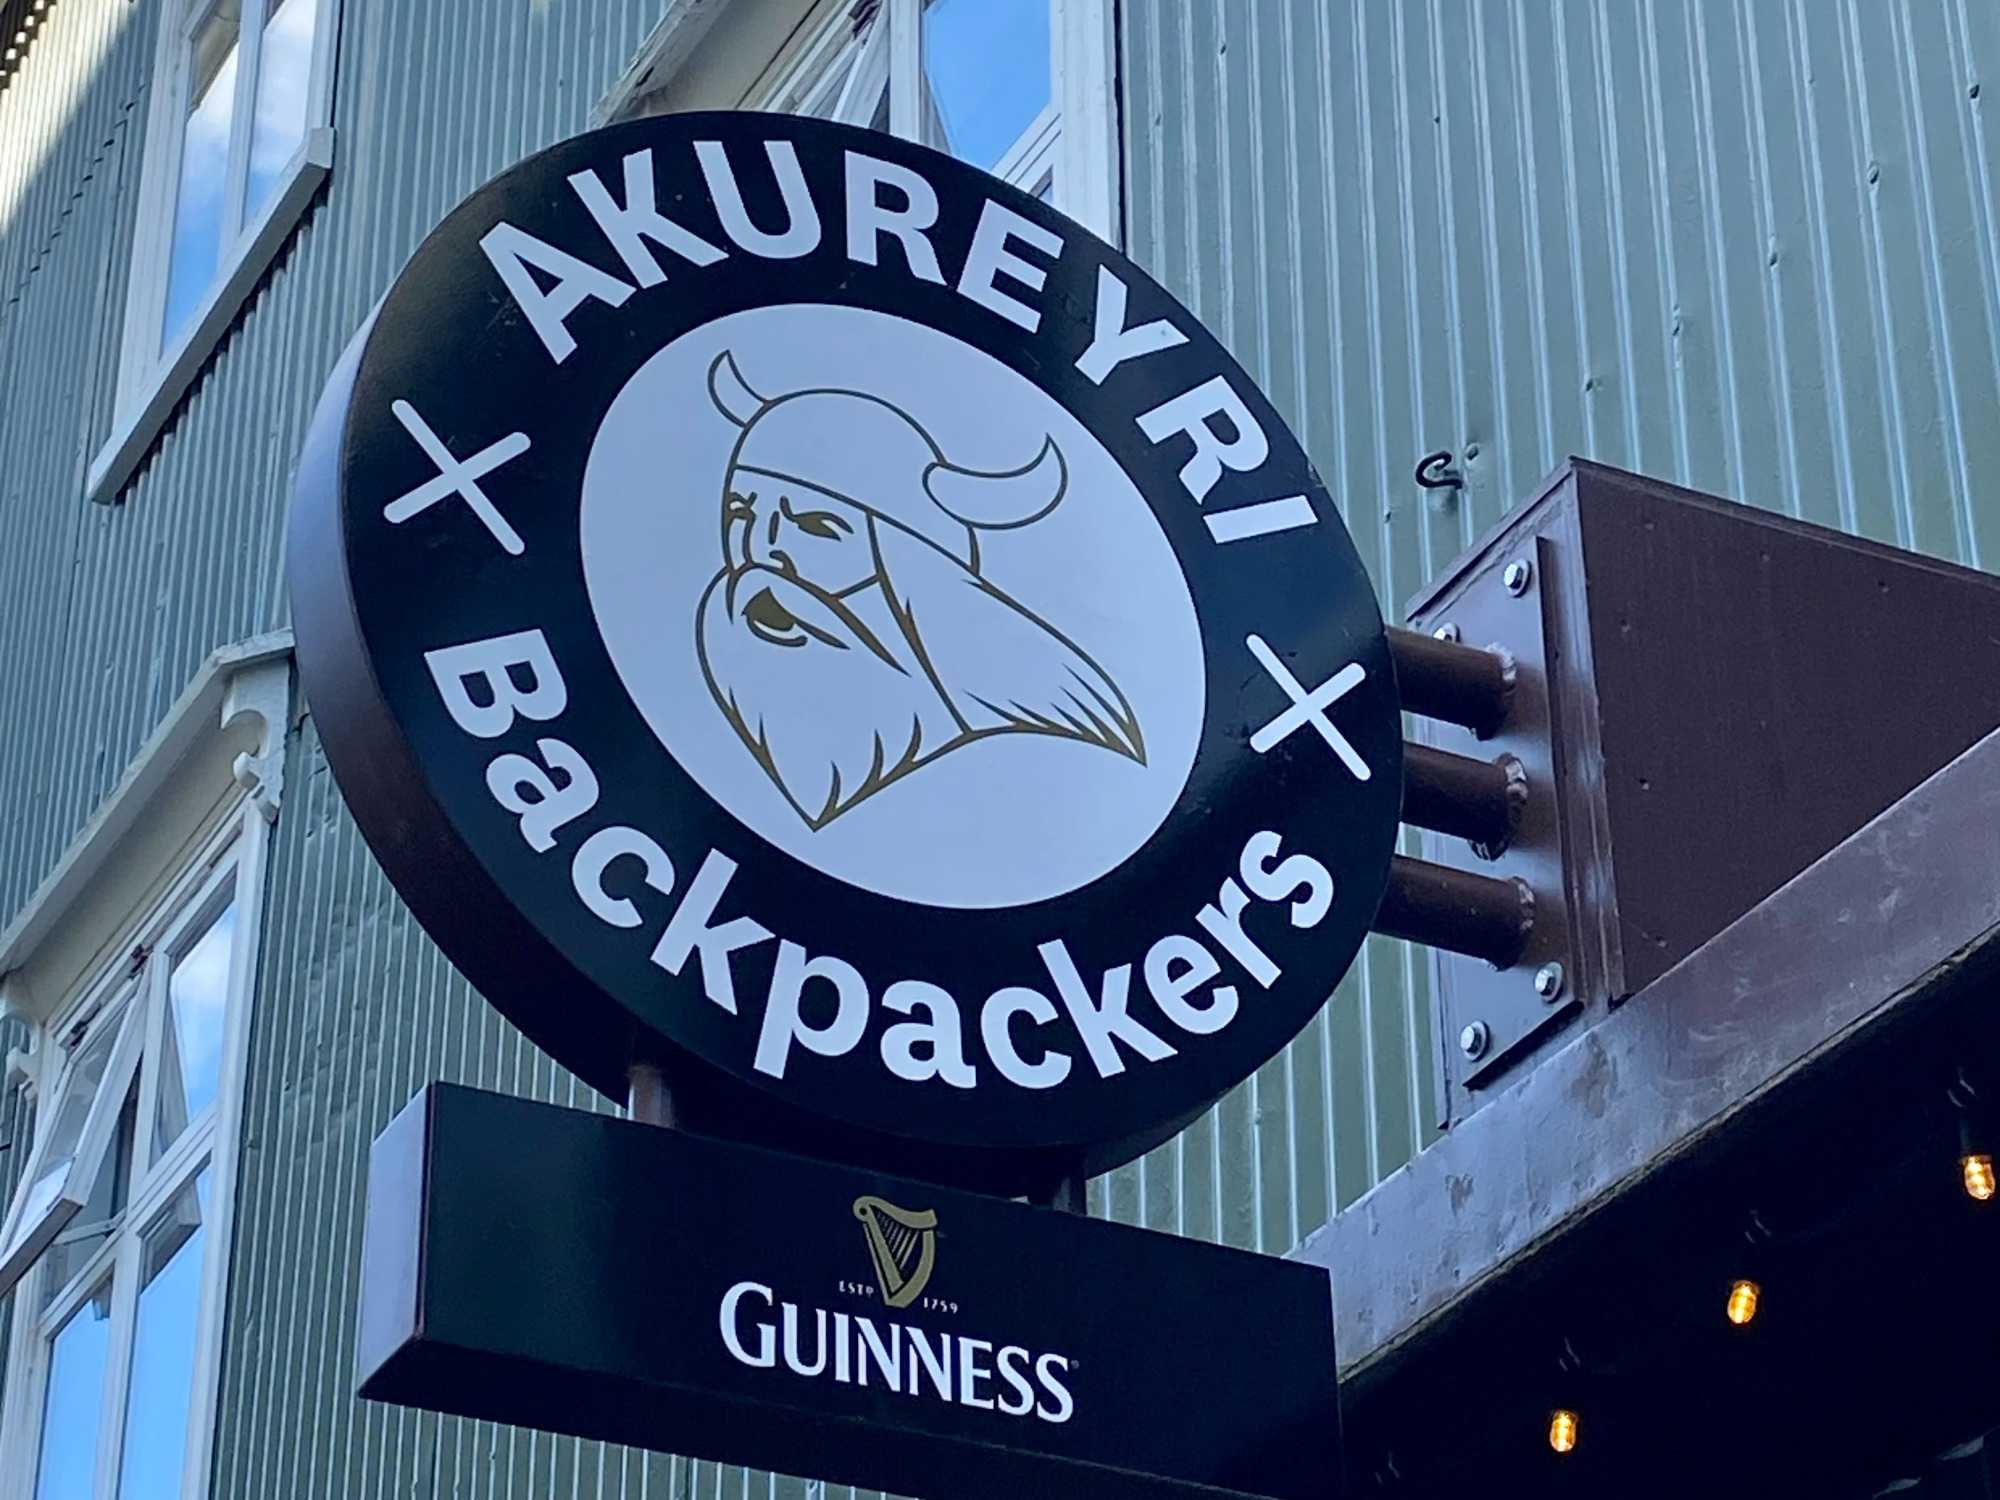 AKUREYRI
Backpackers
ESTD 1759
GUINNESS